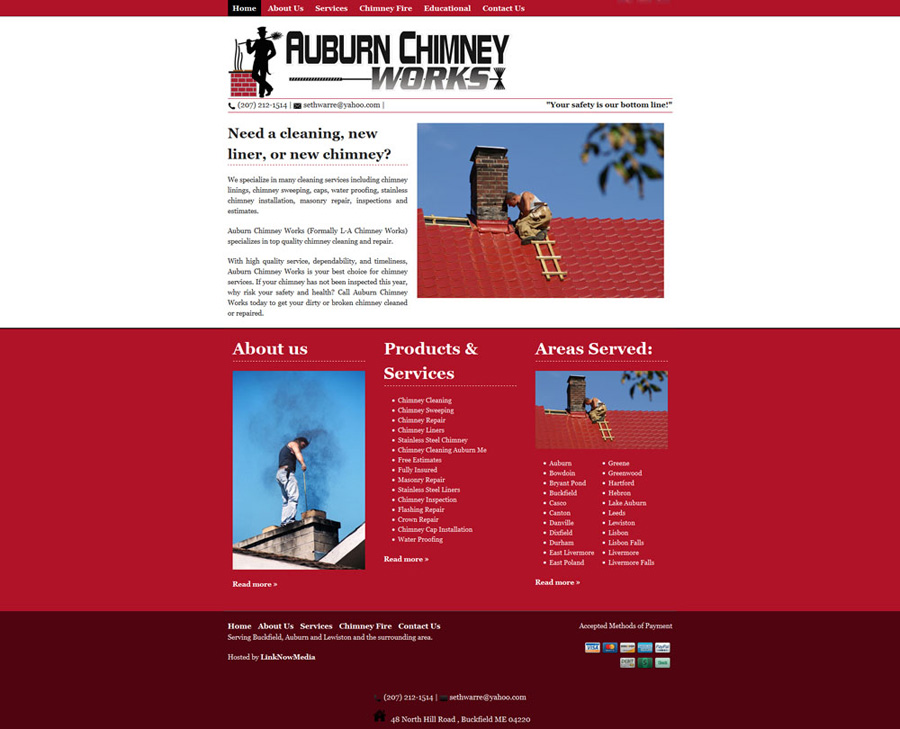 Home About Us Services Chimney Fire Educational Contact Us
AUBURN CHIMNEY
WORKS
(207) 212-1514 | sethwarre@yahoo.com |
"Your safety is our bottom line!"
Need a cleaning, new
liner, or new chimney?
We specialize in many cleaning services including chimney
linings, chimney sweeping, caps, water proofing, stainless
chimney installation, masonry repair, inspections and
estimates.
Auburn Chimney Works (Formally L-A Chimney Works)
specializes in top quality chimney cleaning and repair.
With high quality service, dependability, and timeliness,
Auburn Chimney Works is your best choice for chimney
services. If your chimney has not been inspected this year,
why risk your safety and health? Call Auburn Chimney
Works today to get your dirty or broken chimney cleaned
or repaired.
About us
Read more »
Products &
Services
Chimney Cleaning
Chimney Sweeping
Chimney Repair
Chimney Liners
Stainless Steel Chimney
Chimney Cleaning Auburn Me
Free Estimates
Fully Insured
Masonry Repair
Stainless Steel Liners
Chimney Inspection
Flashing Repair
Crown Repair
Chimney Cap Installation
Water Proofing
Read more »
Areas Served:
Auburn
Bowdoin
Bryant Pond
Buckfield
Casco
Canton
Danville
Dixfield
Durham
East Livermore
East Poland
Greene
Greenwood
Hartford
Hebron
Lake Auburn
Leeds
Lewiston
Lisbon
Lisbon Falls
Livermore
Livermore Falls
Read more »
Home About Us Services Chimney Fire Contact Us
Serving Buckfield, Auburn and Lewiston and the surrounding area.
Hosted by LinkNowMedia
Accepted Methods of Payment
VISA
PayPal
DEBIT
(207) 212-1514 | sethwarre@yahoo.com
48 North Hill Road , Buckfield ME 04220